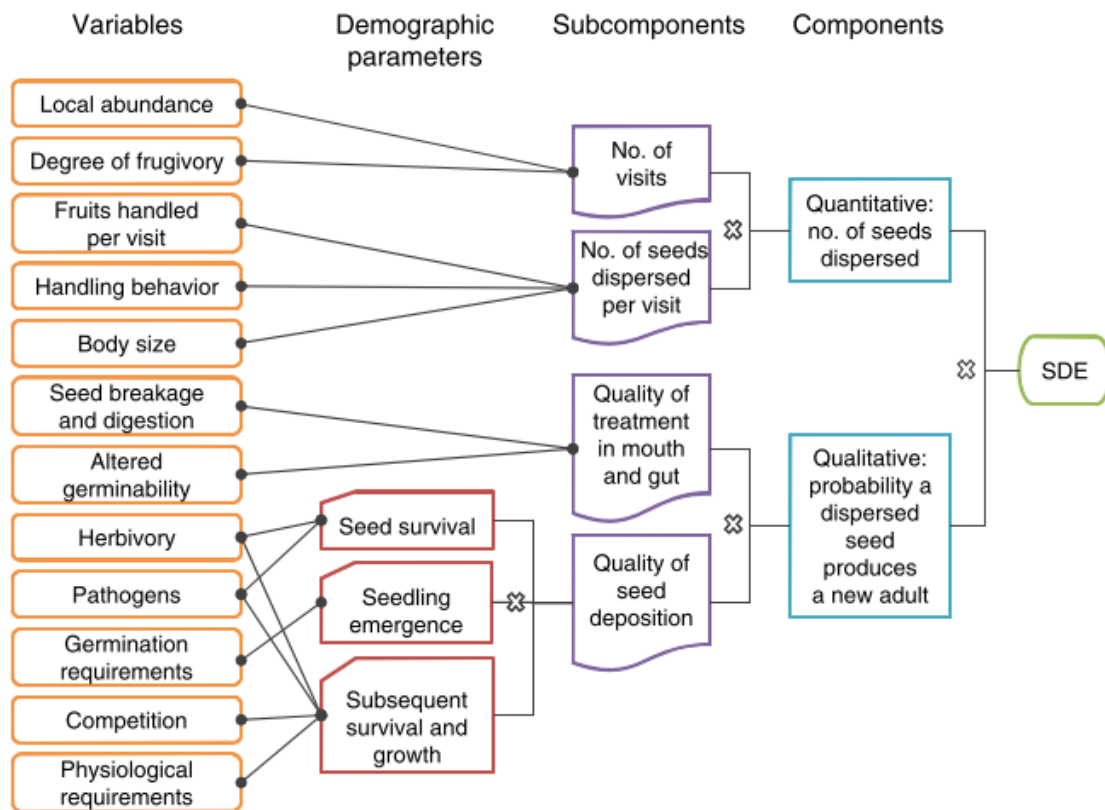 Variables
Demographic
parameters
Subcomponents
Components
Local abundance
Degree of frugivory
Fruits handled
per visit
Handling behavior
Body size
Seed breakage
and digestion
Altered
germinability
Herbivory
Pathogens
Germination
requirements
Competition
Physiological
requirements
Seed survival
Seedling
emergence
Subsequent
survival and
growth
No. of
visits
No. of seeds
dispersed
per visit
Quality of
treatment
in mouth
and gut
Quality of
seed
deposition
Quantitative:
no. of seeds
dispersed
Qualitative:
probability a
dispersed
seed
produces
a new adult
SDE